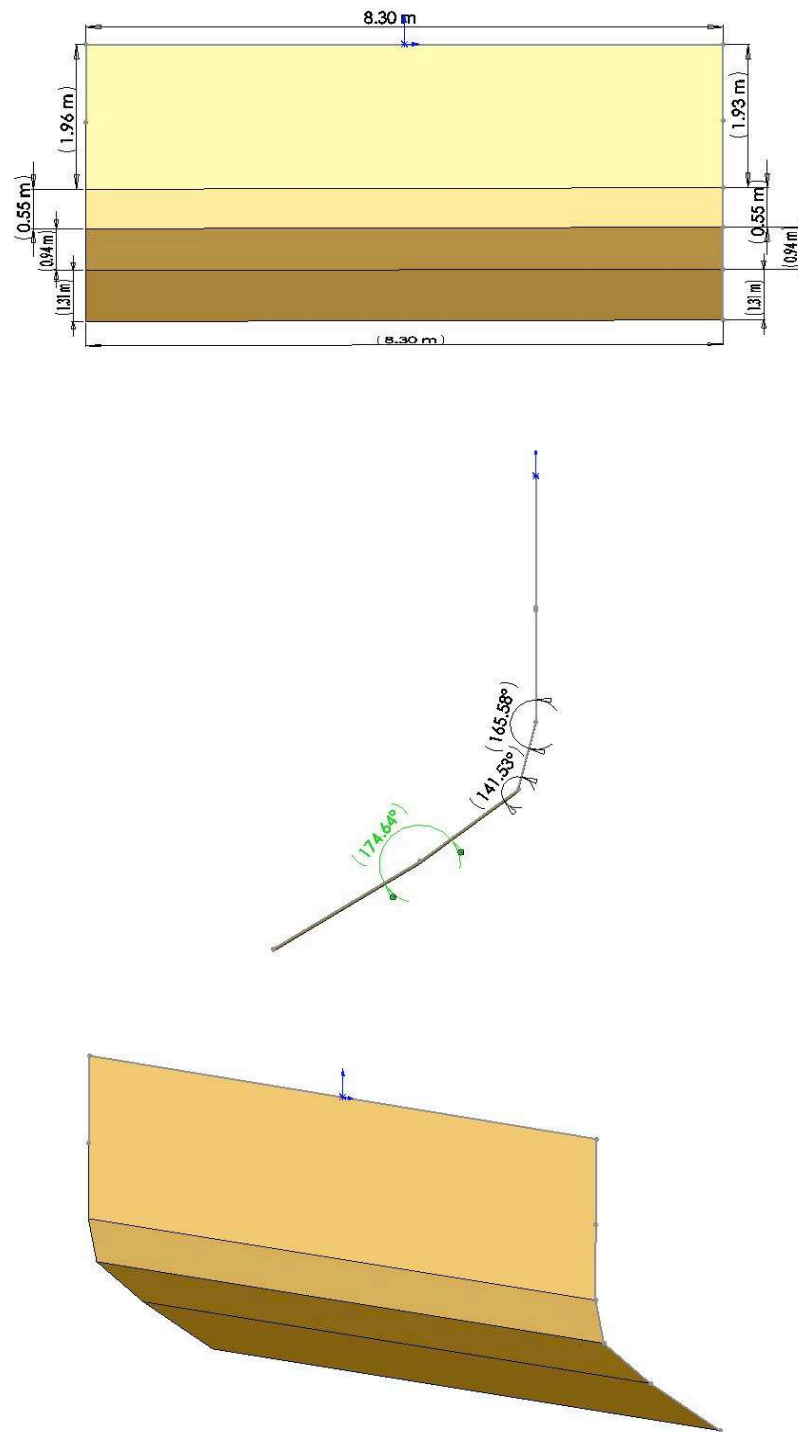 8.30 m
(1.96 m)
(1.93 m)
(0.55 m)
(0.55 m)
(0.94 m)
(0.94 m)
(1.31 m)
(1.31 m)
(8.30 m)
(165.58°)
(141.53°)
(174.64°)